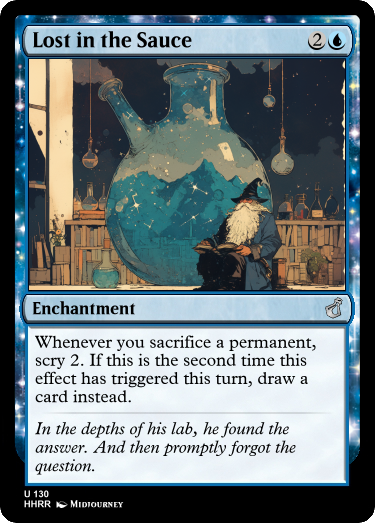 Lost in the Sauce 2
Enchantment
Whenever you sacrifice a permanent,
scry 2. If this is the second time this
effect has triggered this turn, draw a
card instead.
In the depths of his lab, he found the
answer. And then promptly forgot the
question.
U 130
HHRR MIDJOURNEY